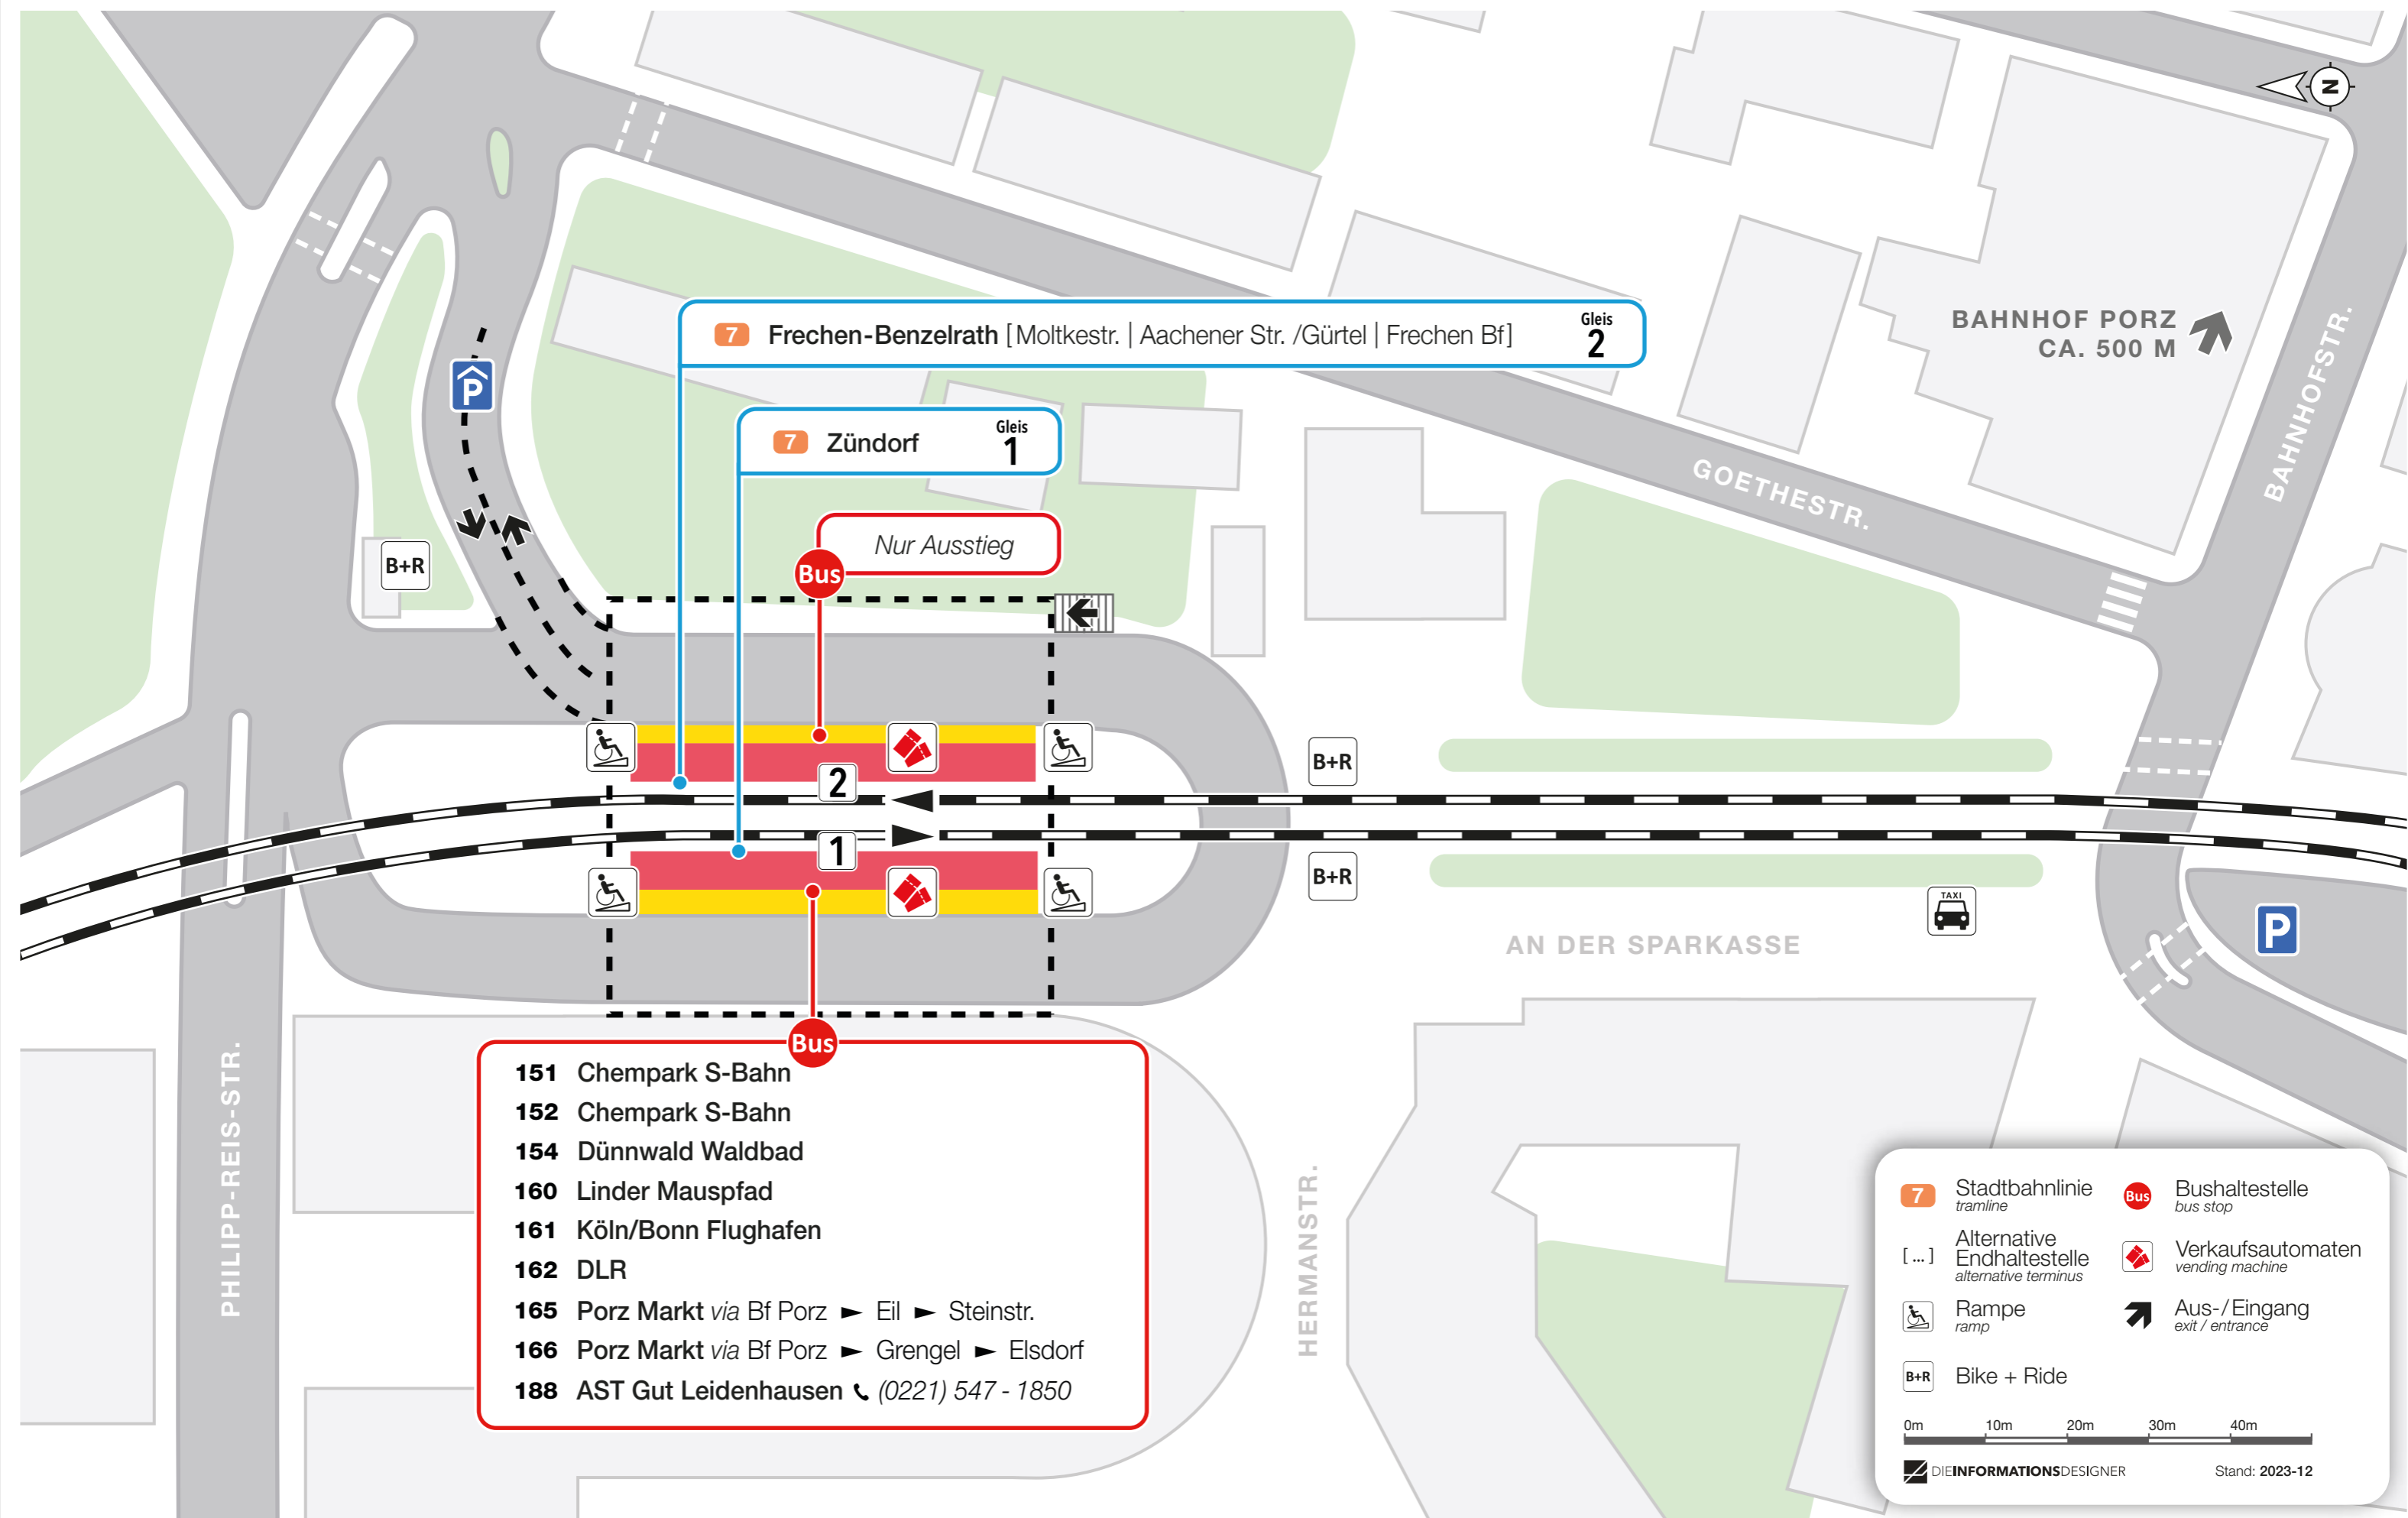 N
BAHNHOF PORZ
CA. 500 M
BAHNHOFSTR.
GOETHESTR.
7 Frechen-Benzelrath [Moltkestr. | Aachener Str. /Gürtel | Frechen Bf] Gleis 2
7 Zündorf Gleis 1
P
B+R
Nur Ausstieg
Bus
2
1
B+R
B+R
TAXI
P
AN DER SPARKASSE
PHILIPP-REIS-STR.
HERMANSTR.
Bus
151 Chempark S-Bahn
152 Chempark S-Bahn
154 Dünnwald Waldbad
160 Linder Mauspfad
161 Köln/Bonn Flughafen
162 DLR
165 Porz Markt via Bf Porz ► Eil ► Steinstr.
166 Porz Markt via Bf Porz ► Grengel ► Elsdorf
188 AST Gut Leidenhausen (0221) 547 - 1850
7 Stadtbahnlinie
tramline
[ ... ] Alternative
Endhaltestelle
alternative terminus
Rampe
ramp
B+R Bike + Ride
Bus Bushaltestelle
bus stop
Verkaufsautomaten
vending machine
Aus-/Eingang
exit / entrance
0m 10m 20m 30m 40m
DIEINFORMATIONSDESIGNER Stand: 2023-12